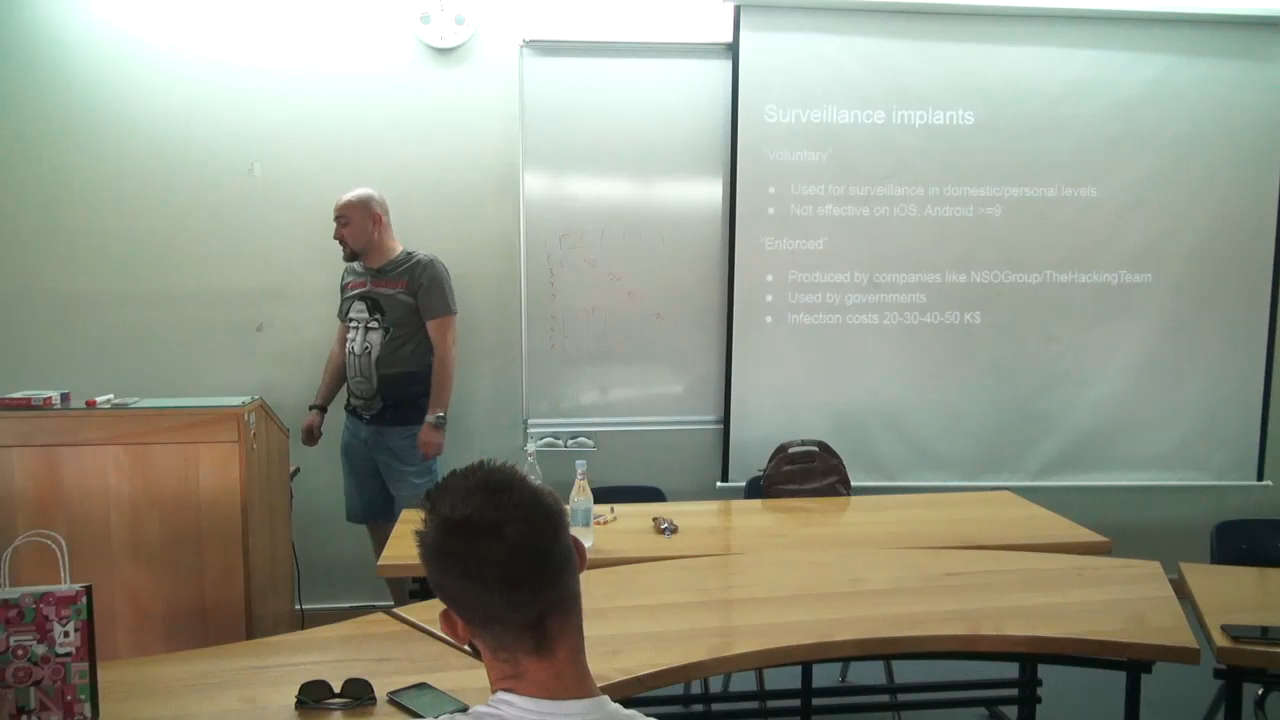 Surveillance implants
"Voluntary"
● Used for surveillance in domestic/personal levels.
● Not effective on iOS. Android >=9
"Enforced"
● Produced by companies like NSOGroup/TheHackingTeam
● Used by governments
● Infection costs 20-30-40-50 K$